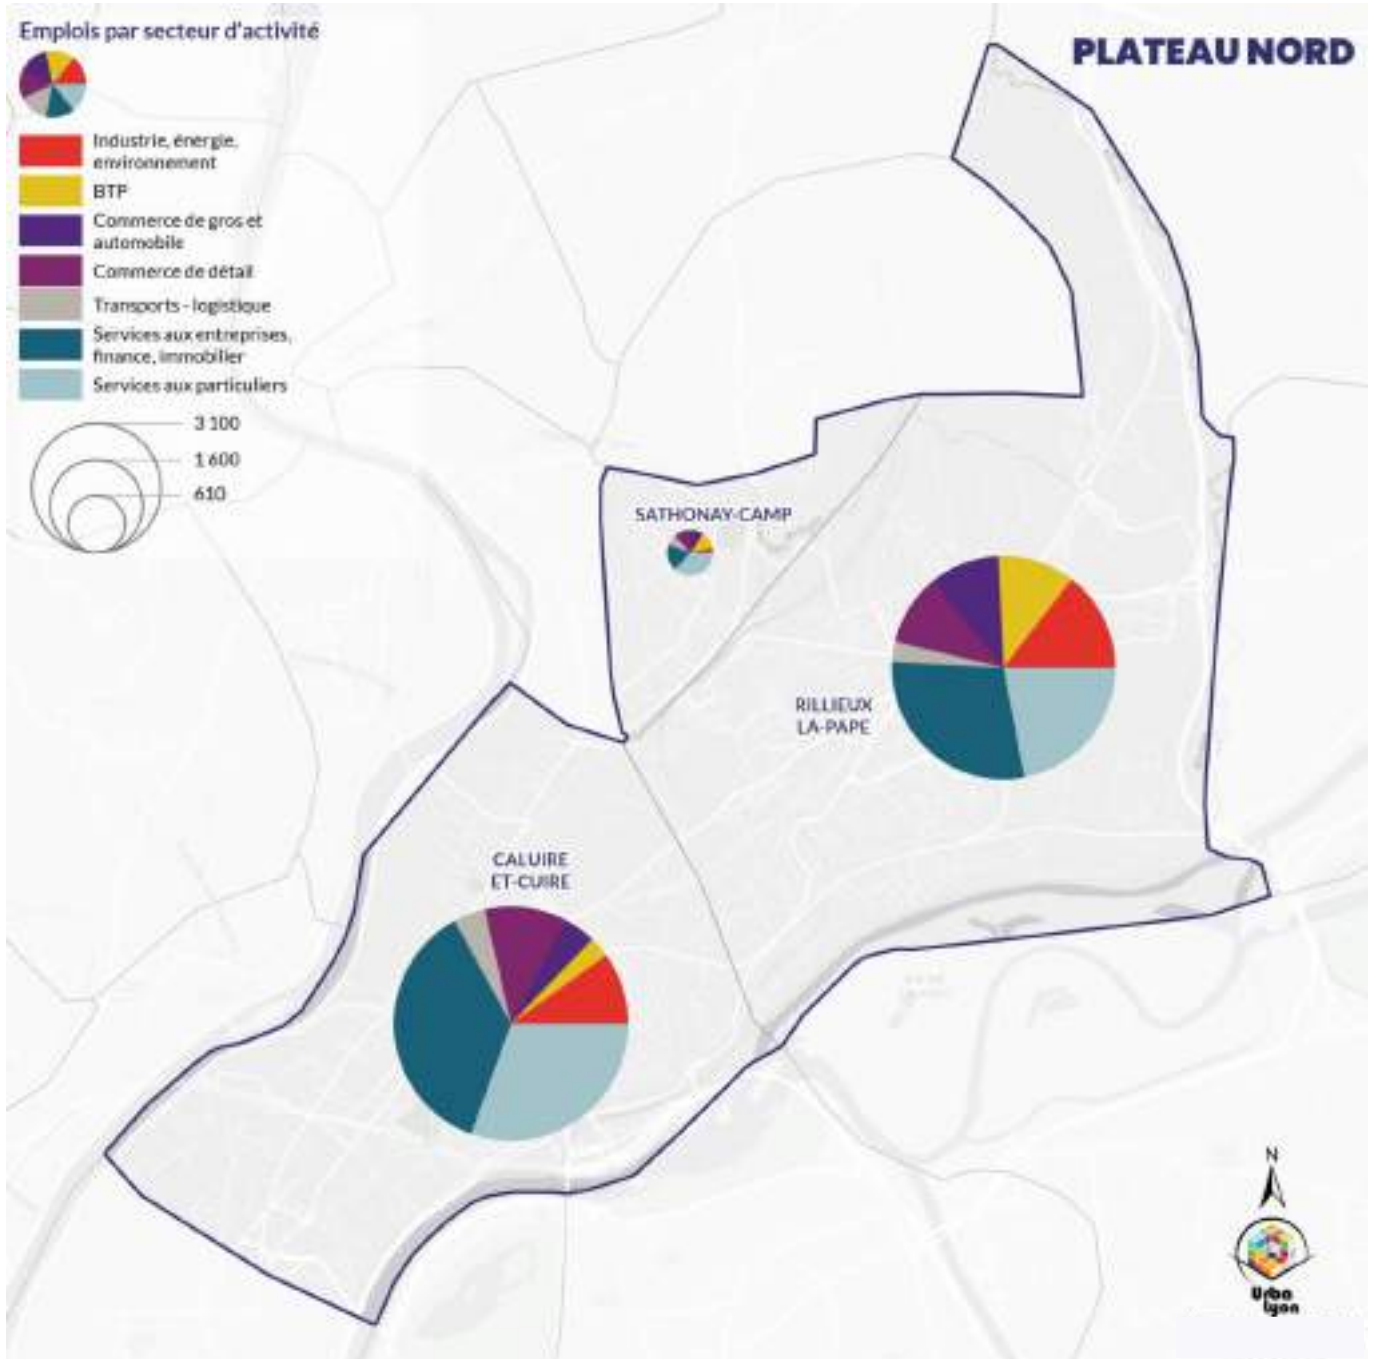 Emplois par secteur d'activité
PLATEAU NORD
Industrie, énergie,
environnement
BTP
Commerce de gros et
automobile
Commerce de détail
Transports - logistique
Services aux entreprises,
finance, immobilier
Services aux particuliers
3 100
1 600
610
SATHONAY-CAMP
RILLIEUX
LA-PAPE
CALUIRE
ET-CUIRE
N
Urba
Lyon